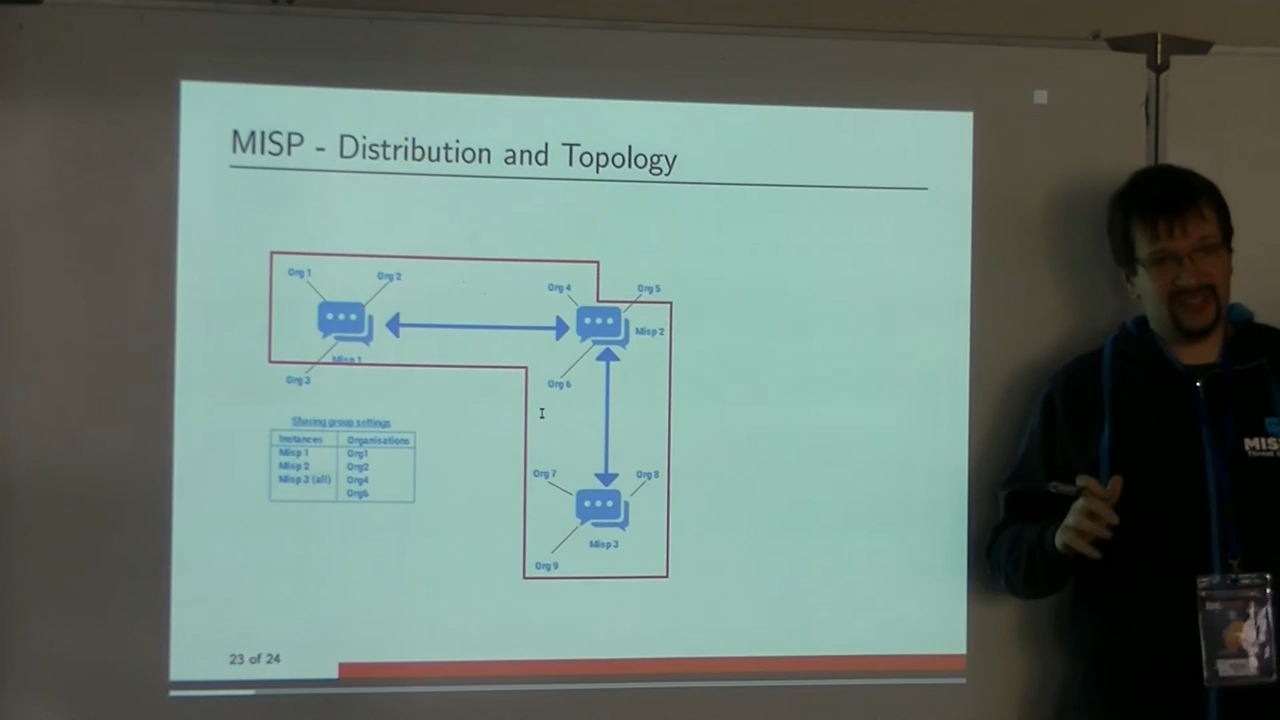 MISP - Distribution and Topology
Org 1
Org 2
Org 4
Org 5
Misp 2
Misp 1
Org 3
Org 6
Sharing group settings
Instances Organisations
Misp 1 Org1
Misp 2 Org2
Misp 3 (all) Org4
Org6
Org 7
Org 8
Misp 3
Org 9
23 of 24
MIS
Threat